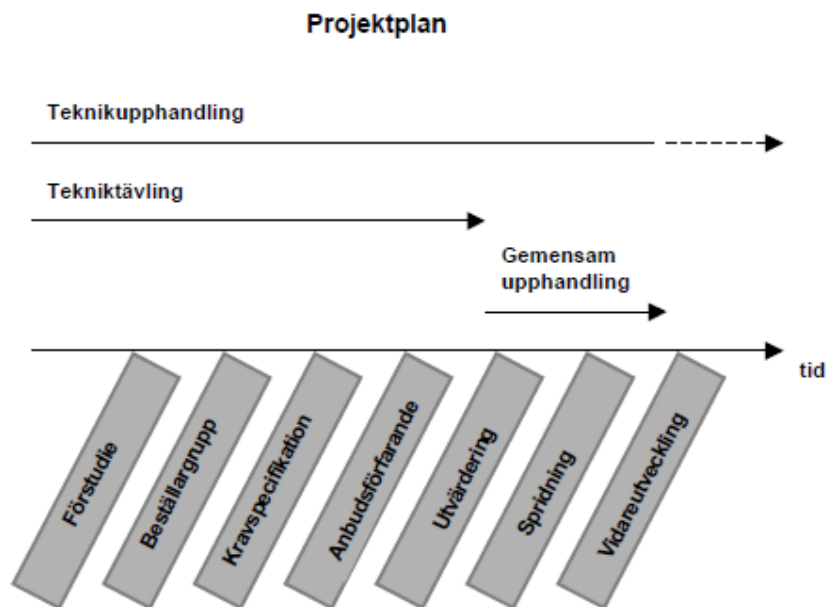 Projektplan
Teknikupphandling
Tekniktävling
Gemensam
upphandling
tid
Förstudie
Beställargrupp
Kravspecifikation
Anbudsförfarande
Utvärdering
Spridning
Vidareutveckling